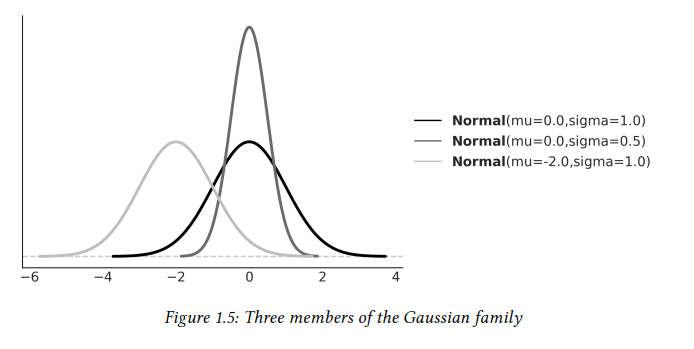 Normal(mu=0.0,sigma=1.0)
Normal(mu=0.0,sigma=0.5)
Normal(mu=-2.0,sigma=1.0)
−6 −4 −2 0 2 4
Figure 1.5: Three members of the Gaussian family